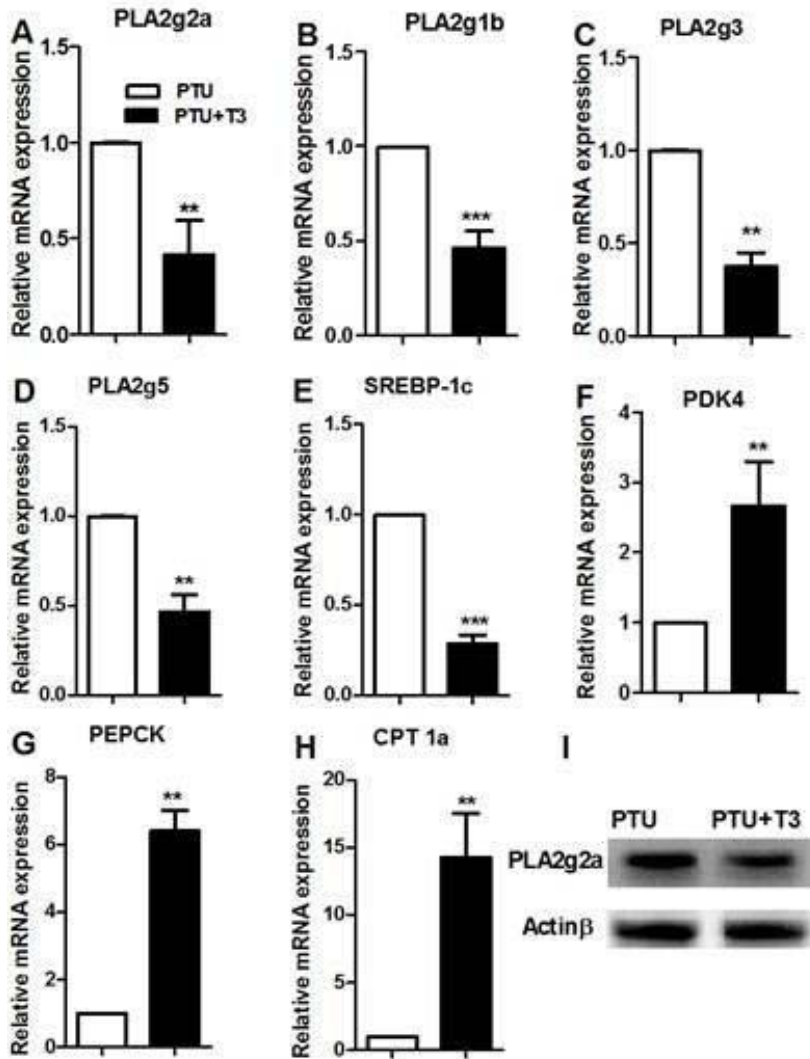 A PLA2g2a
Relative mRNA expression
1.5
1.0
0.5
0.0
PTU
PTU+T3
**
B PLA2g1b
Relative mRNA expression
1.5
1.0
0.5
0.0
***
C PLA2g3
Relative mRNA expression
1.5
1.0
0.5
0.0
**
D PLA2g5
Relative mRNA expression
1.5
1.0
0.5
0.0
**
E SREBP-1c
Relative mRNA expression
1.5
1.0
0.5
0.0
***
F PDK4
Relative mRNA expression
4
3
2
1
0
**
G PEPCK
Relative mRNA expression
8
6
4
2
0
**
H CPT 1a
Relative mRNA expression
20
15
10
5
0
**
I
PTU PTU+T3
PLA2g2a
Actinβ